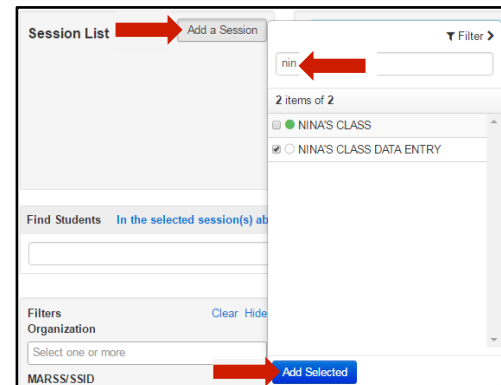 Session List
Add a Session
Filter
nin
2 items of 2
NINA'S CLASS
NINA'S CLASS DATA ENTRY
Find Students In the selected session(s) ab
Filters Clear Hide
Organization
Select one or more
MARSS/SSID
Add Selected